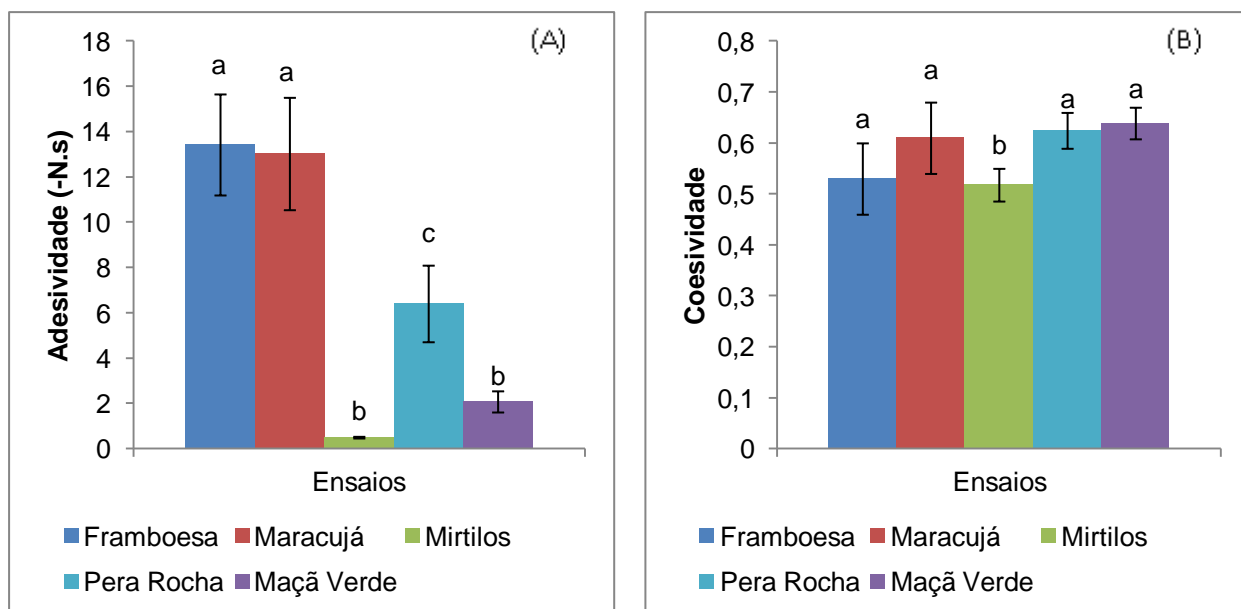 (A)
Adesividade (-N.s)
18
16
14
12
10
8
6
4
2
0
a
a
b
c
b
Ensaios
Framboesa Maracujá Mirtilos
Pera Rocha Maçã Verde
(B)
Coesividade
0,8
0,7
0,6
0,5
0,4
0,3
0,2
0,1
0
a
a
b
a
a
Ensaios
Framboesa Maracujá Mirtilos
Pera Rocha Maçã Verde